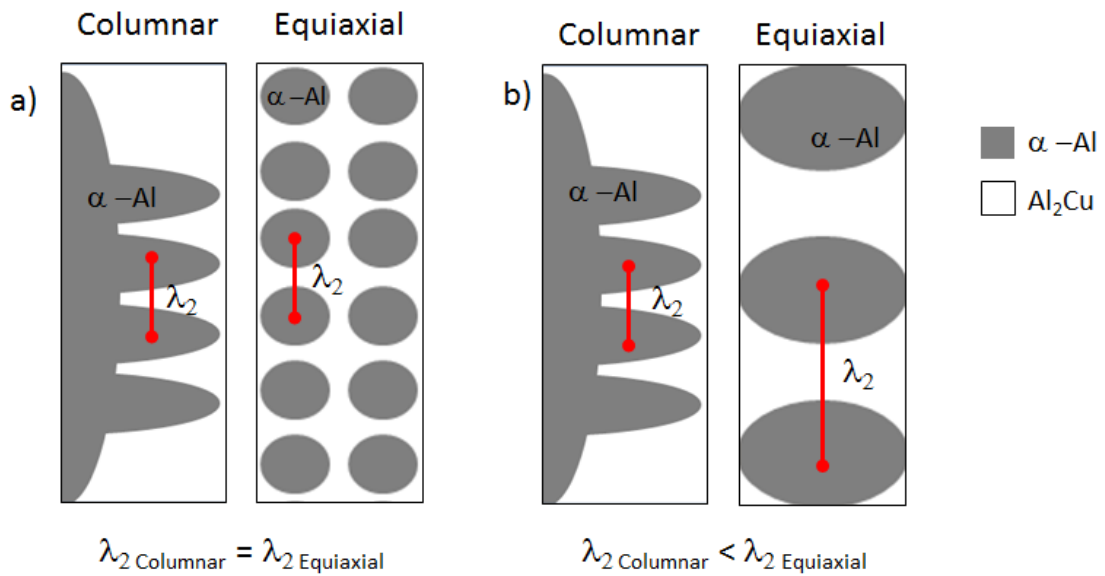 Columnar Equiaxial
a)
α –Al
α –Al
λ₂
λ₂
λ₂ Columnar = λ₂ Equiaxial
Columnar Equiaxial
b)
α –Al
α –Al
λ₂
λ₂
λ₂ Columnar < λ₂ Equiaxial
α –Al
Al₂Cu